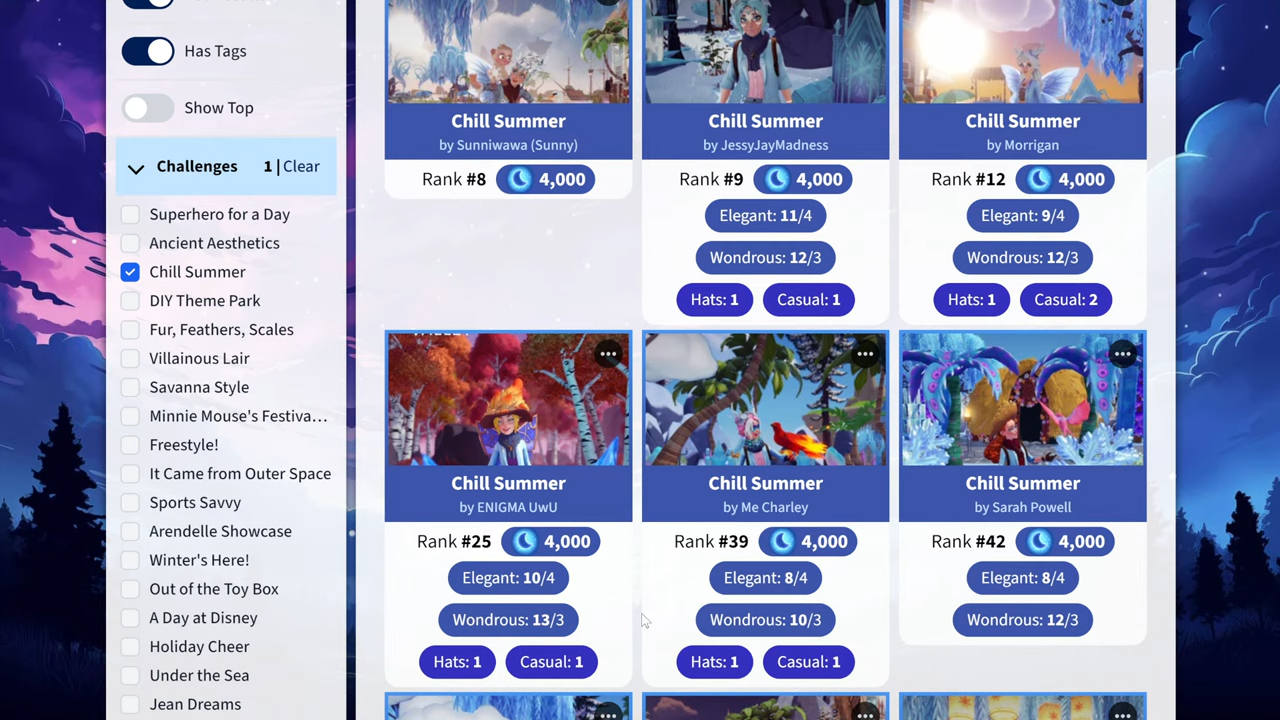 Has Tags
Show Top
Challenges 1 | Clear
Superhero for a Day
Ancient Aesthetics
Chill Summer
DIY Theme Park
Fur, Feathers, Scales
Villainous Lair
Savanna Style
Minnie Mouse's Festiva...
Freestyle!
It Came from Outer Space
Sports Savvy
Arendelle Showcase
Winter's Here!
Out of the Toy Box
A Day at Disney
Holiday Cheer
Under the Sea
Jean Dreams
Chill Summer
by Sunniwawa (Sunny)
Rank #8 4,000
Chill Summer
by JessyJayMadness
Rank #9 4,000
Elegant: 11/4
Wondrous: 12/3
Hats: 1 Casual: 1
Chill Summer
by Morrigan
Rank #12 4,000
Elegant: 9/4
Wondrous: 12/3
Hats: 1 Casual: 2
Chill Summer
by ENIGMA UwU
Rank #25 4,000
Elegant: 10/4
Wondrous: 13/3
Hats: 1 Casual: 1
Chill Summer
by Me Charley
Rank #39 4,000
Elegant: 8/4
Wondrous: 10/3
Hats: 1 Casual: 1
Chill Summer
by Sarah Powell
Rank #42 4,000
Elegant: 8/4
Wondrous: 12/3